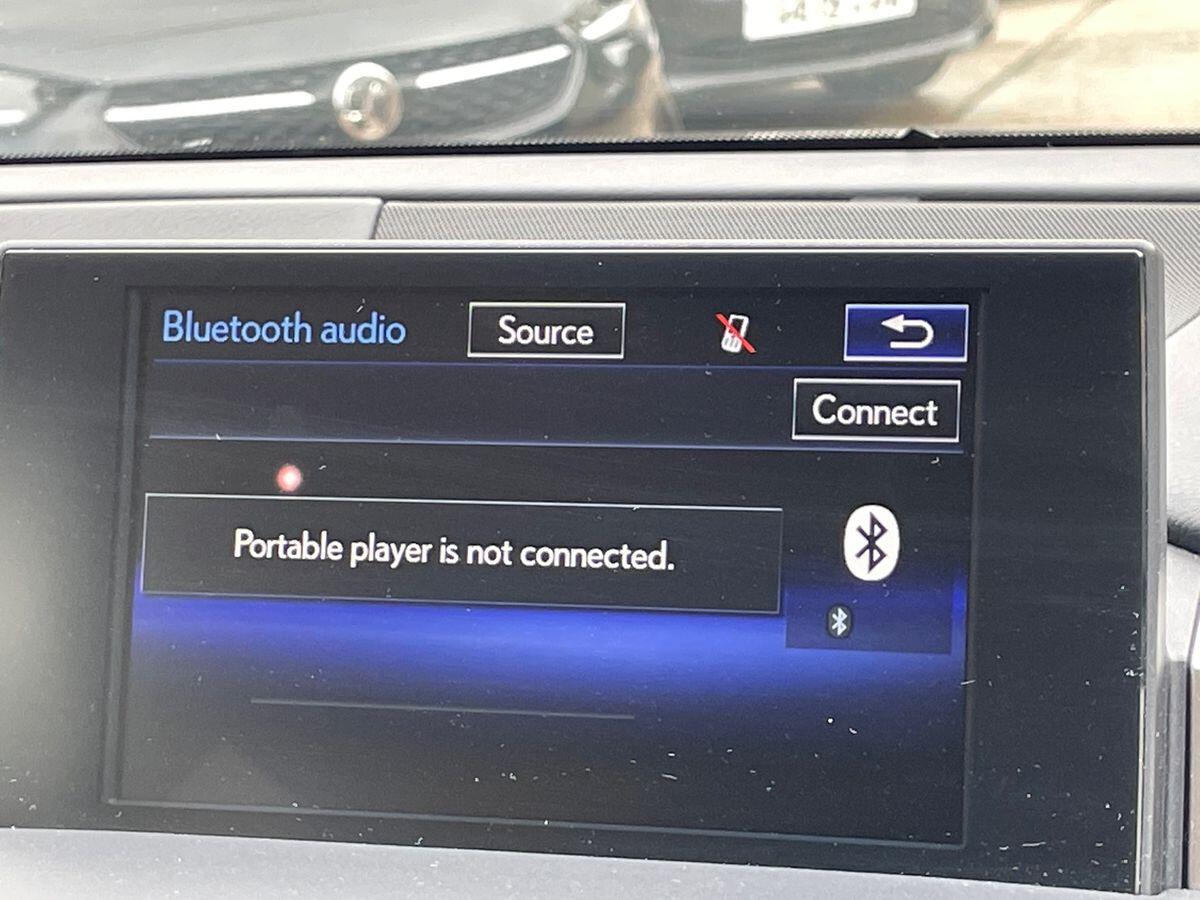 Bluetooth audio
Source
Connect
Portable player is not connected.